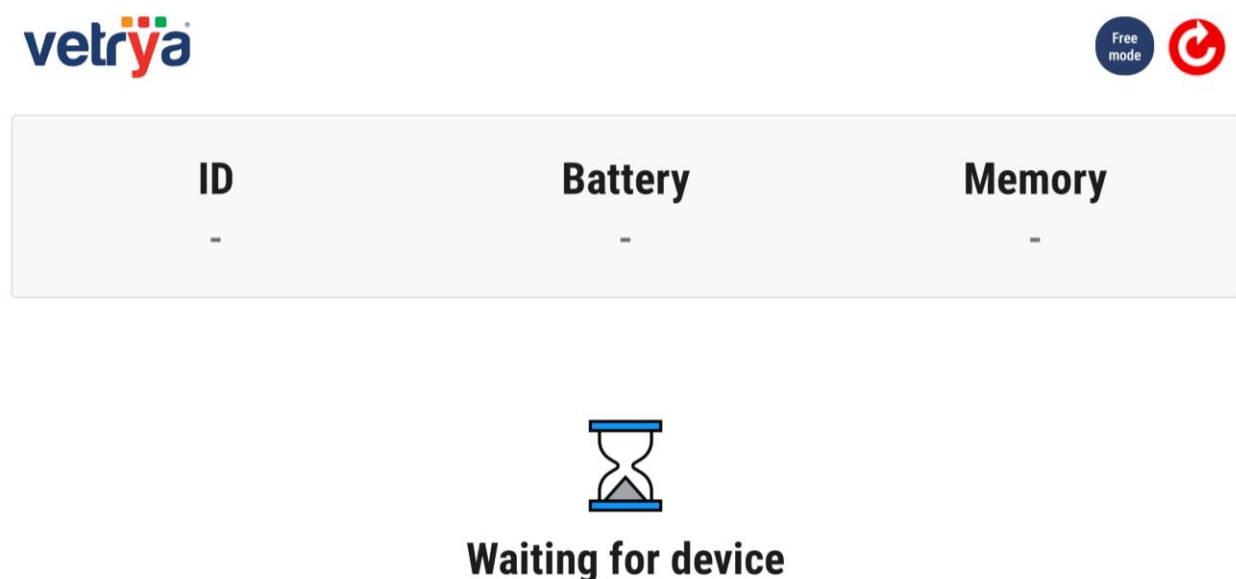 vetrya
Free
mode
ID Battery Memory
- - -
Waiting for device